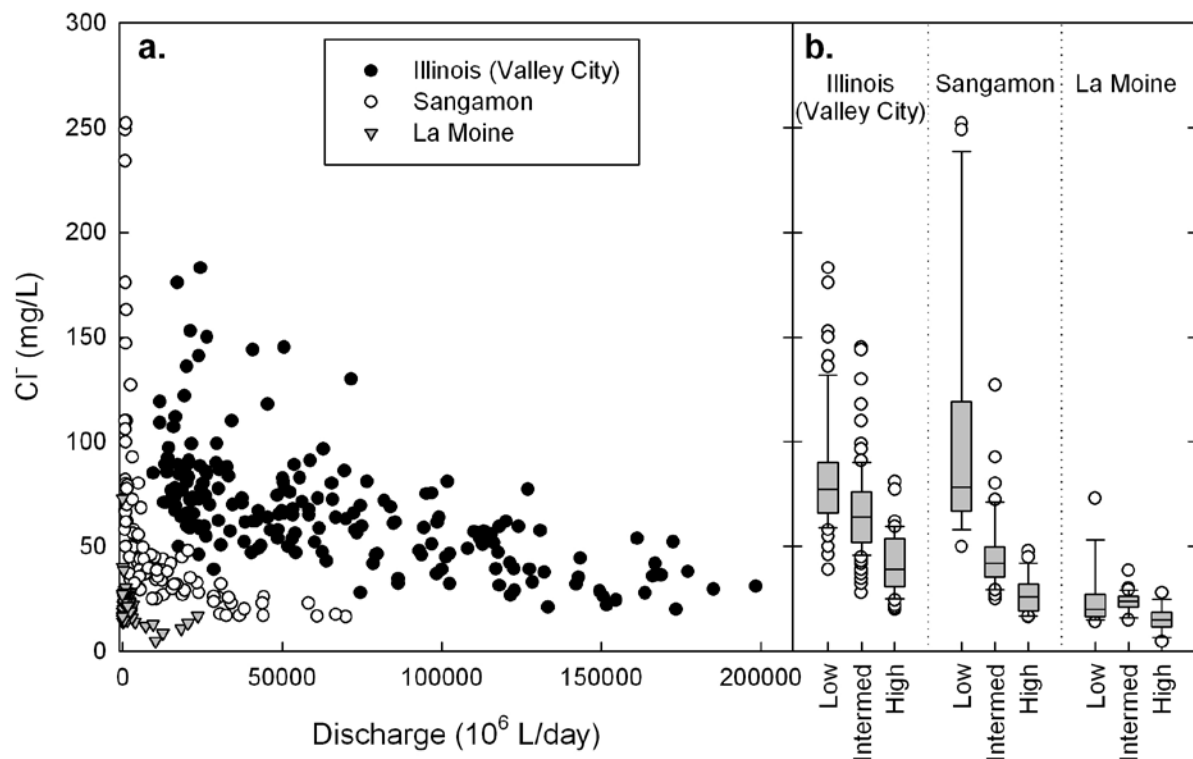 a.
Illinois (Valley City)
Sangamon
La Moine
300
250
200
150
100
50
0
Cl⁻ (mg/L)
0
50000
100000
150000
200000
Discharge (10⁶ L/day)
b.
Illinois
(Valley City)
Sangamon
La Moine
Low
Intermed
High
Low
Intermed
High
Low
Intermed
High